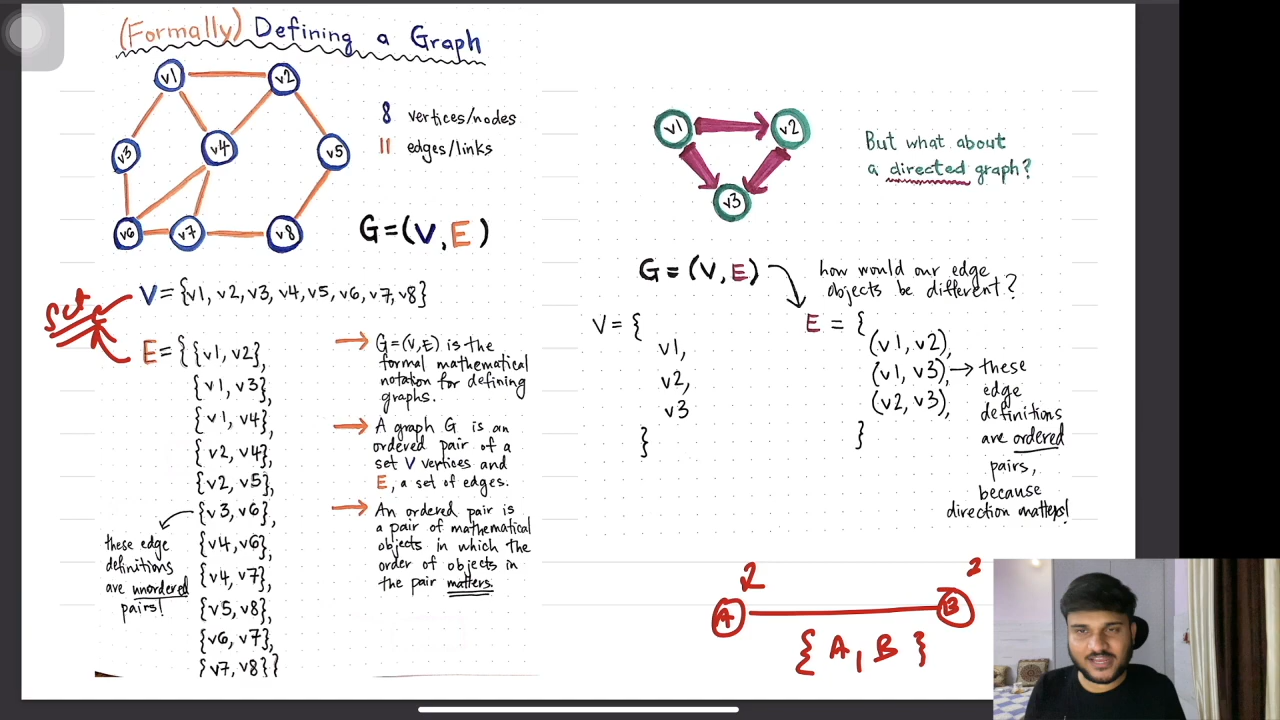 (Formally) Defining a Graph
v1
v2
v3
v4
v5
v6
v7
v8
8 vertices/nodes
11 edges/links
G=(V,E)
Set
V={v1, v2, v3, v4, v5, v6, v7, v8}
E={{v1, v2},
{v1, v3},
{v1, v4},
{v2, v4},
{v2, v5},
{v3, v6},
{v4, v6},
{v4, v7},
{v5, v8},
{v6, v7},
{v7, v8}}
these edge
definitions
are unordered
pairs!
G=(V,E) is the
formal mathematical
notation for defining
graphs.
A graph G is an
ordered pair of a
set V vertices and
E, a set of edges.
An ordered pair is
a pair of mathematical
objects in which the
order of objects in
the pair matters.
v1
v2
v3
But what about
a directed graph?
G = (V, E)
how would our edge
objects be different?
V = {
v1,
v2,
v3
}
E = {
(v1, v2),
(v1, v3),
(v2, v3),
}
these
edge
definitions
are ordered
pairs,
because
direction matters!
A
B
{ A, B }